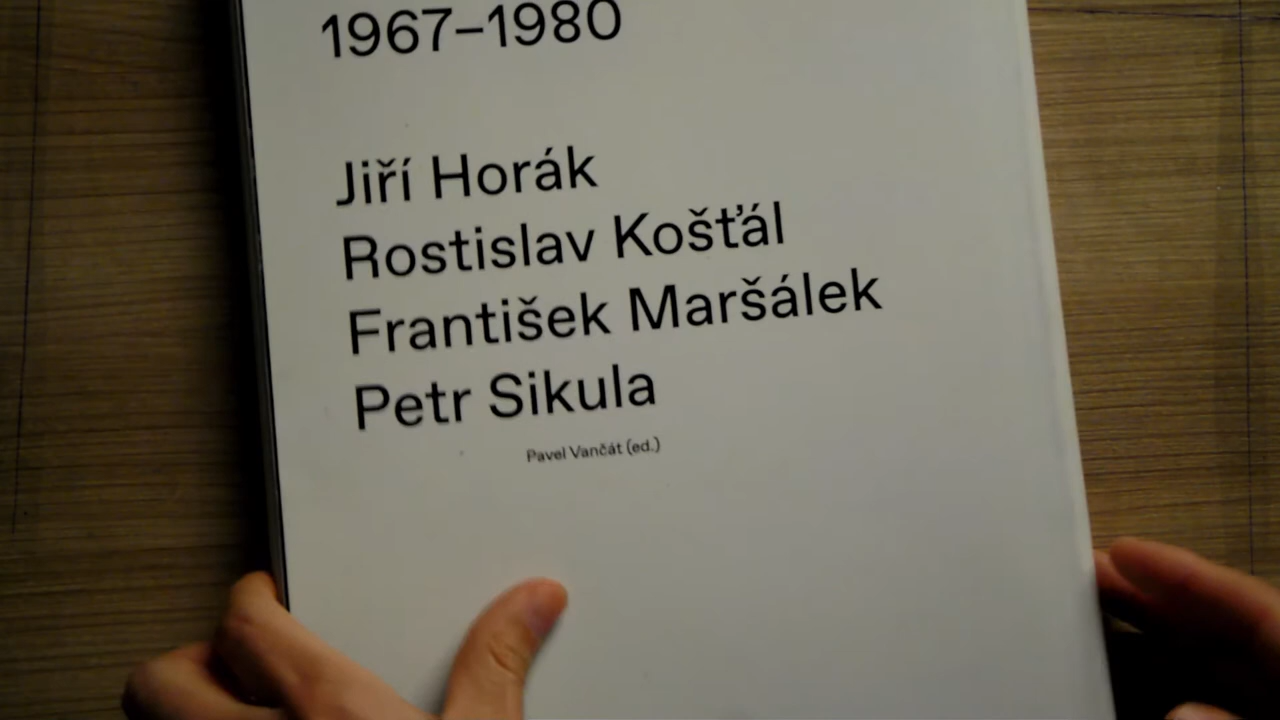 1967–1980
Jiří Horák
Rostislav Košťál
František Maršálek
Petr Sikula
Pavel Vančát (ed.)